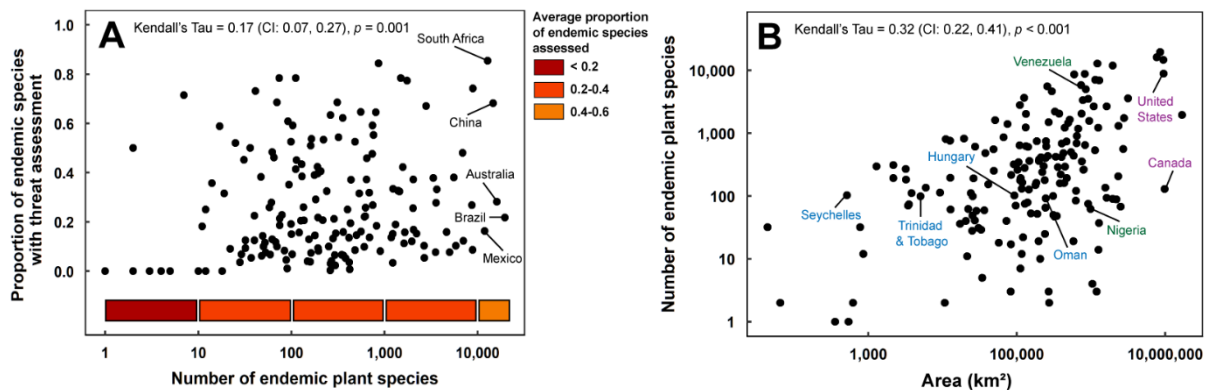 A
Kendall's Tau = 0.17 (CI: 0.07, 0.27), p = 0.001
Proportion of endemic species
with threat assessment
1.0
0.8
0.6
0.4
0.2
0.0
South Africa
China
Australia
Brazil
Mexico
1
10
100
1,000
10,000
Number of endemic plant species
Average proportion
of endemic species
assessed
< 0.2
0.2-0.4
0.4-0.6
B
Kendall's Tau = 0.32 (CI: 0.22, 0.41), p < 0.001
Number of endemic plant species
10,000
1,000
100
10
1
Venezuela
United
States
Hungary
Canada
Seychelles
Trinidad
& Tobago
Nigeria
Oman
1,000
100,000
10,000,000
Area (km²)